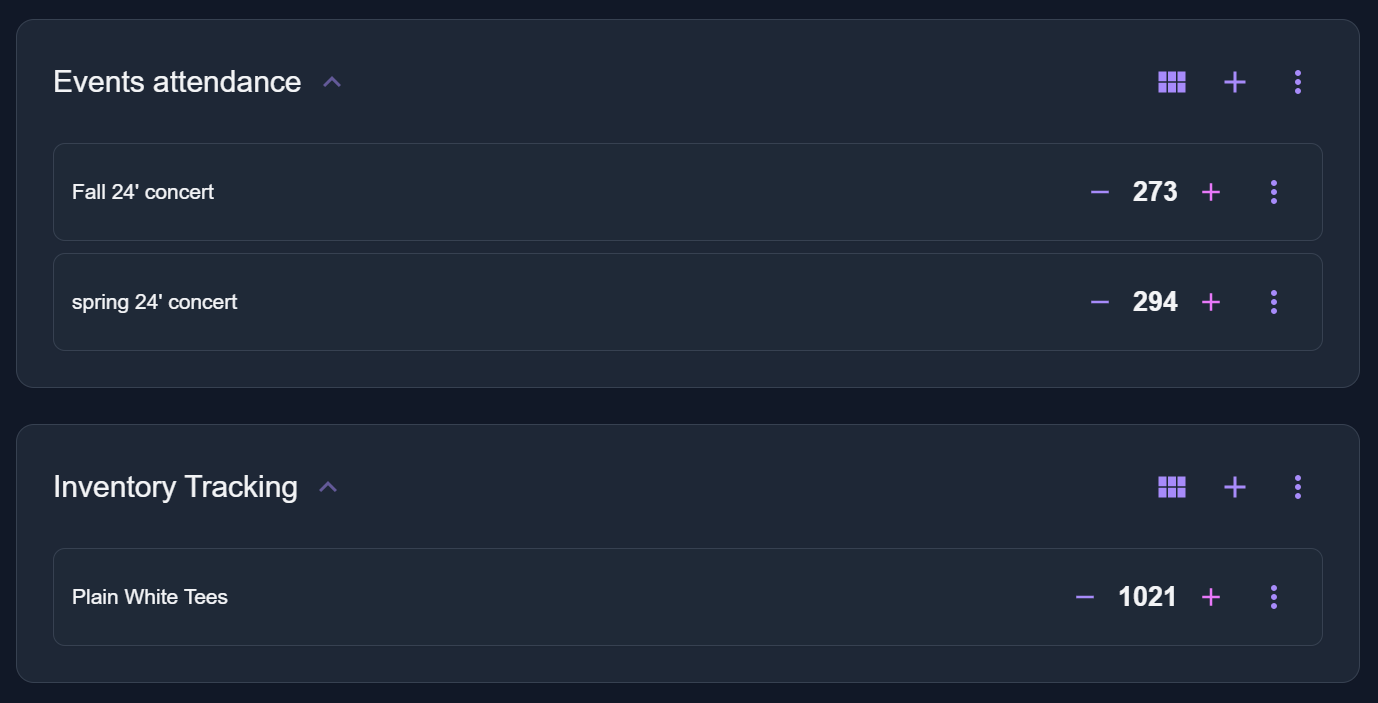 Events attendance
Fall 24' concert
273
spring 24' concert
294
Inventory Tracking
Plain White Tees
1021